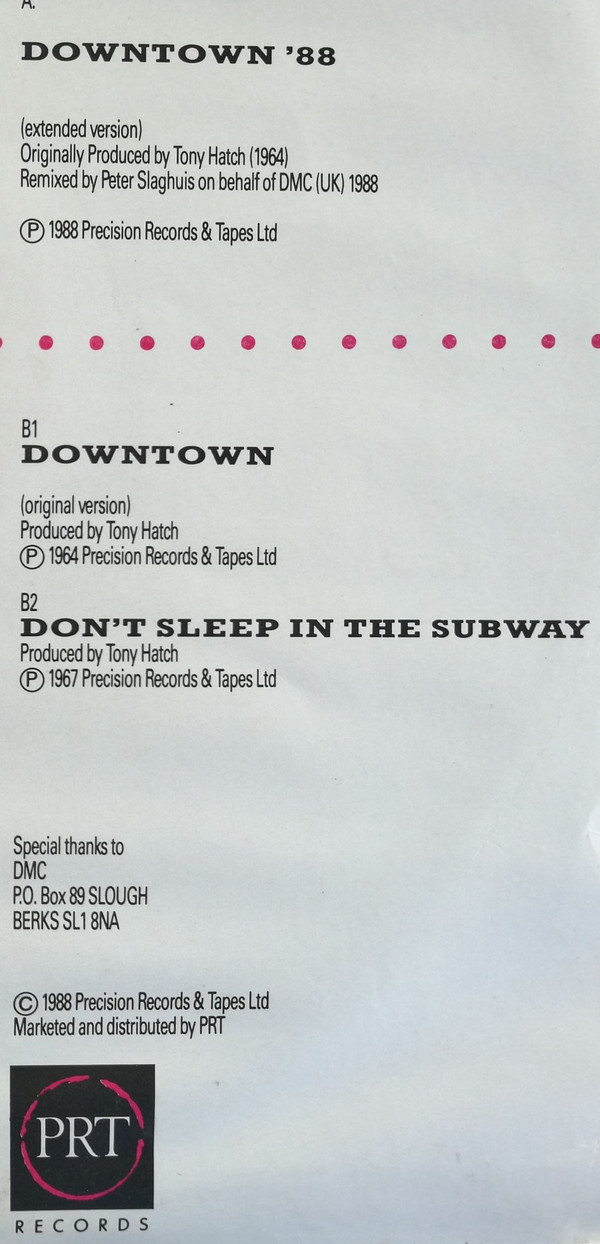 A.
DOWNTOWN '88
(extended version)
Originally Produced by Tony Hatch (1964)
Remixed by Peter Slaghuis on behalf of DMC (UK) 1988
Ⓟ 1988 Precision Records & Tapes Ltd
B1
DOWNTOWN
(original version)
Produced by Tony Hatch
Ⓟ 1964 Precision Records & Tapes Ltd
B2
DON'T SLEEP IN THE SUBWAY
Produced by Tony Hatch
Ⓟ 1967 Precision Records & Tapes Ltd
Special thanks to
DMC
P.O. Box 89 SLOUGH
BERKS SL1 8NA
© 1988 Precision Records & Tapes Ltd
Marketed and distributed by PRT
PRT
RECORDS